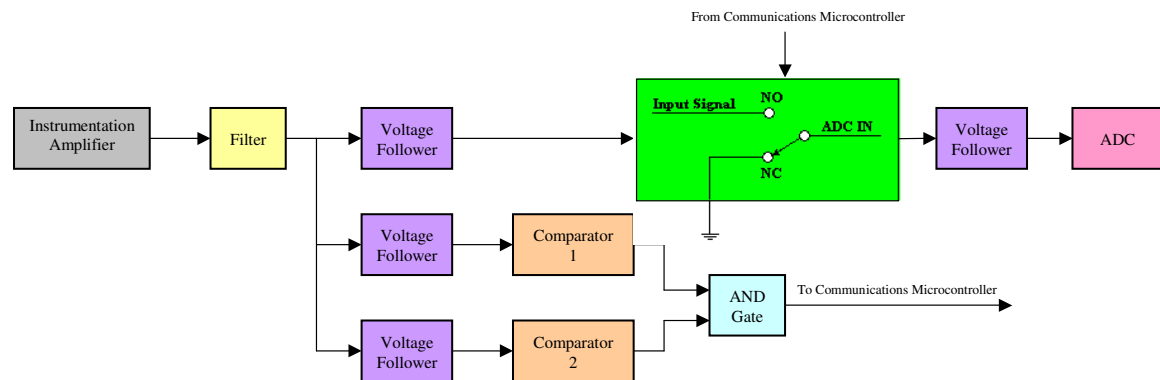 From Communications Microcontroller
Instrumentation
Amplifier
Filter
Voltage
Follower
Input Signal
NO
ADC IN
NC
Voltage
Follower
ADC
Voltage
Follower
Comparator
1
AND
Gate
To Communications Microcontroller
Voltage
Follower
Comparator
2